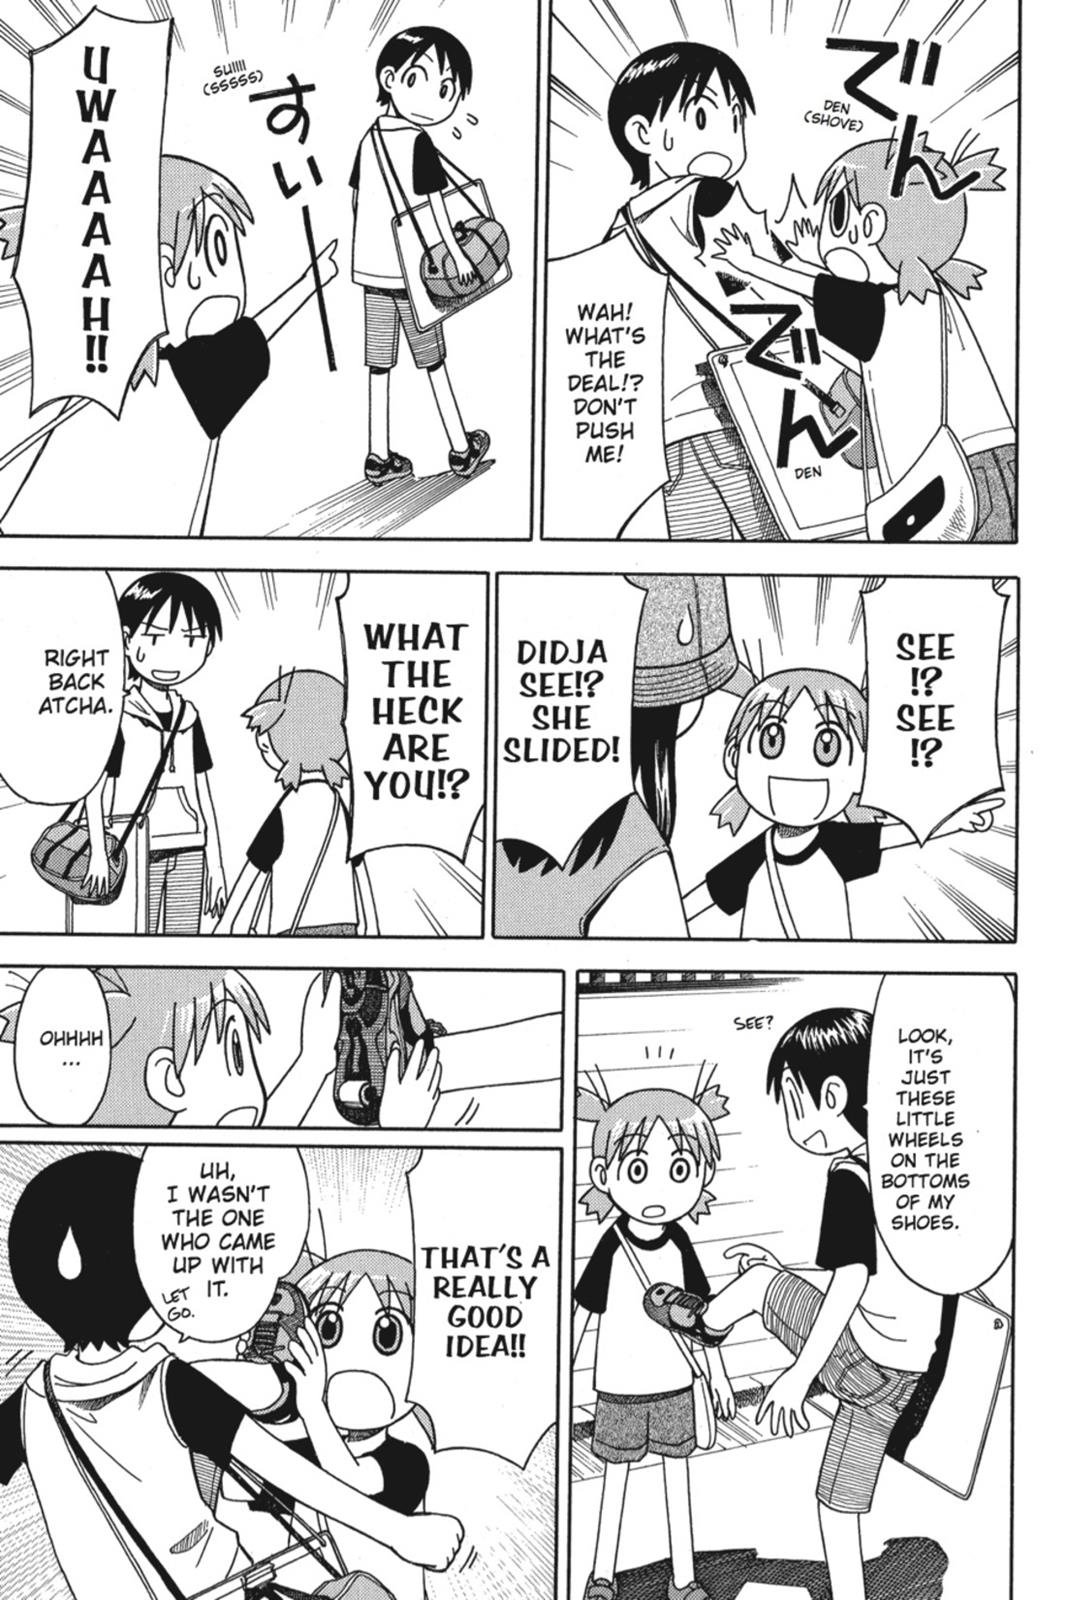 でん
DEN
(SHOVE)
WAH!
WHAT'S
THE
DEAL!?
DON'T
PUSH
ME!
でん
DEN
すいー
SUIIII
(SSSSS)
UWAAAAAH!!
SEE
!?
SEE
!?
DIDJA
SEE!?
SHE
SLIDED!
WHAT
THE
HECK
ARE
YOU!?
RIGHT
BACK
ATCHA.
LOOK,
IT'S
JUST
THESE
LITTLE
WHEELS
ON THE
BOTTOMS
OF MY
SHOES.
SEE?
OHHHH
...
THAT'S A
REALLY
GOOD
IDEA!!
UH,
I WASN'T
THE ONE
WHO CAME
UP WITH
IT.
LET
GO.